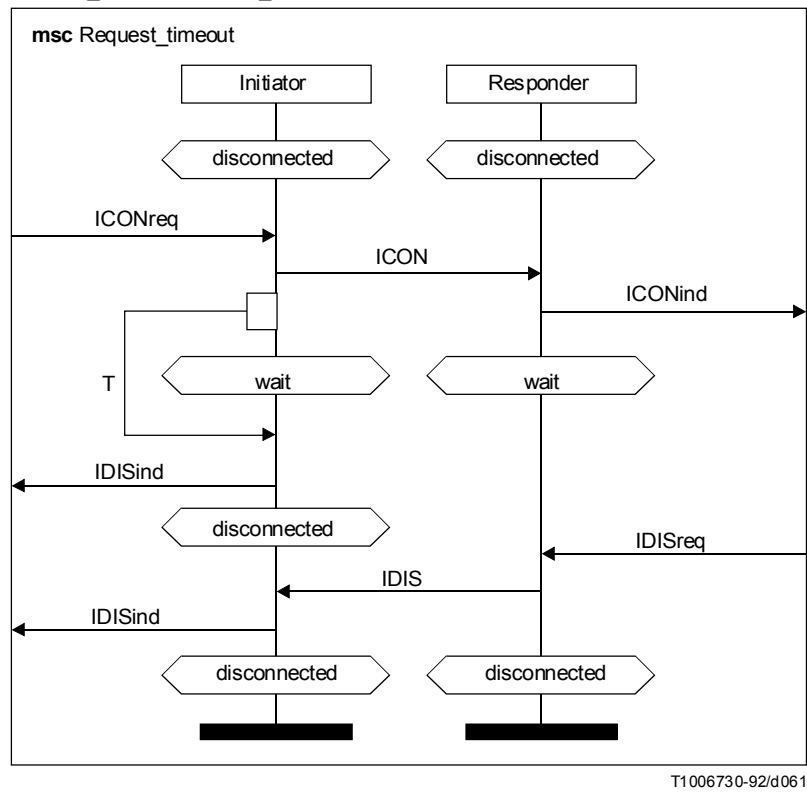 msc Request_timeout
Initiator
Responder
disconnected
disconnected
ICONreq
ICON
ICONind
T
wait
wait
IDISind
disconnected
IDISreq
IDIS
IDISind
disconnected
disconnected
T1006730-92/d061